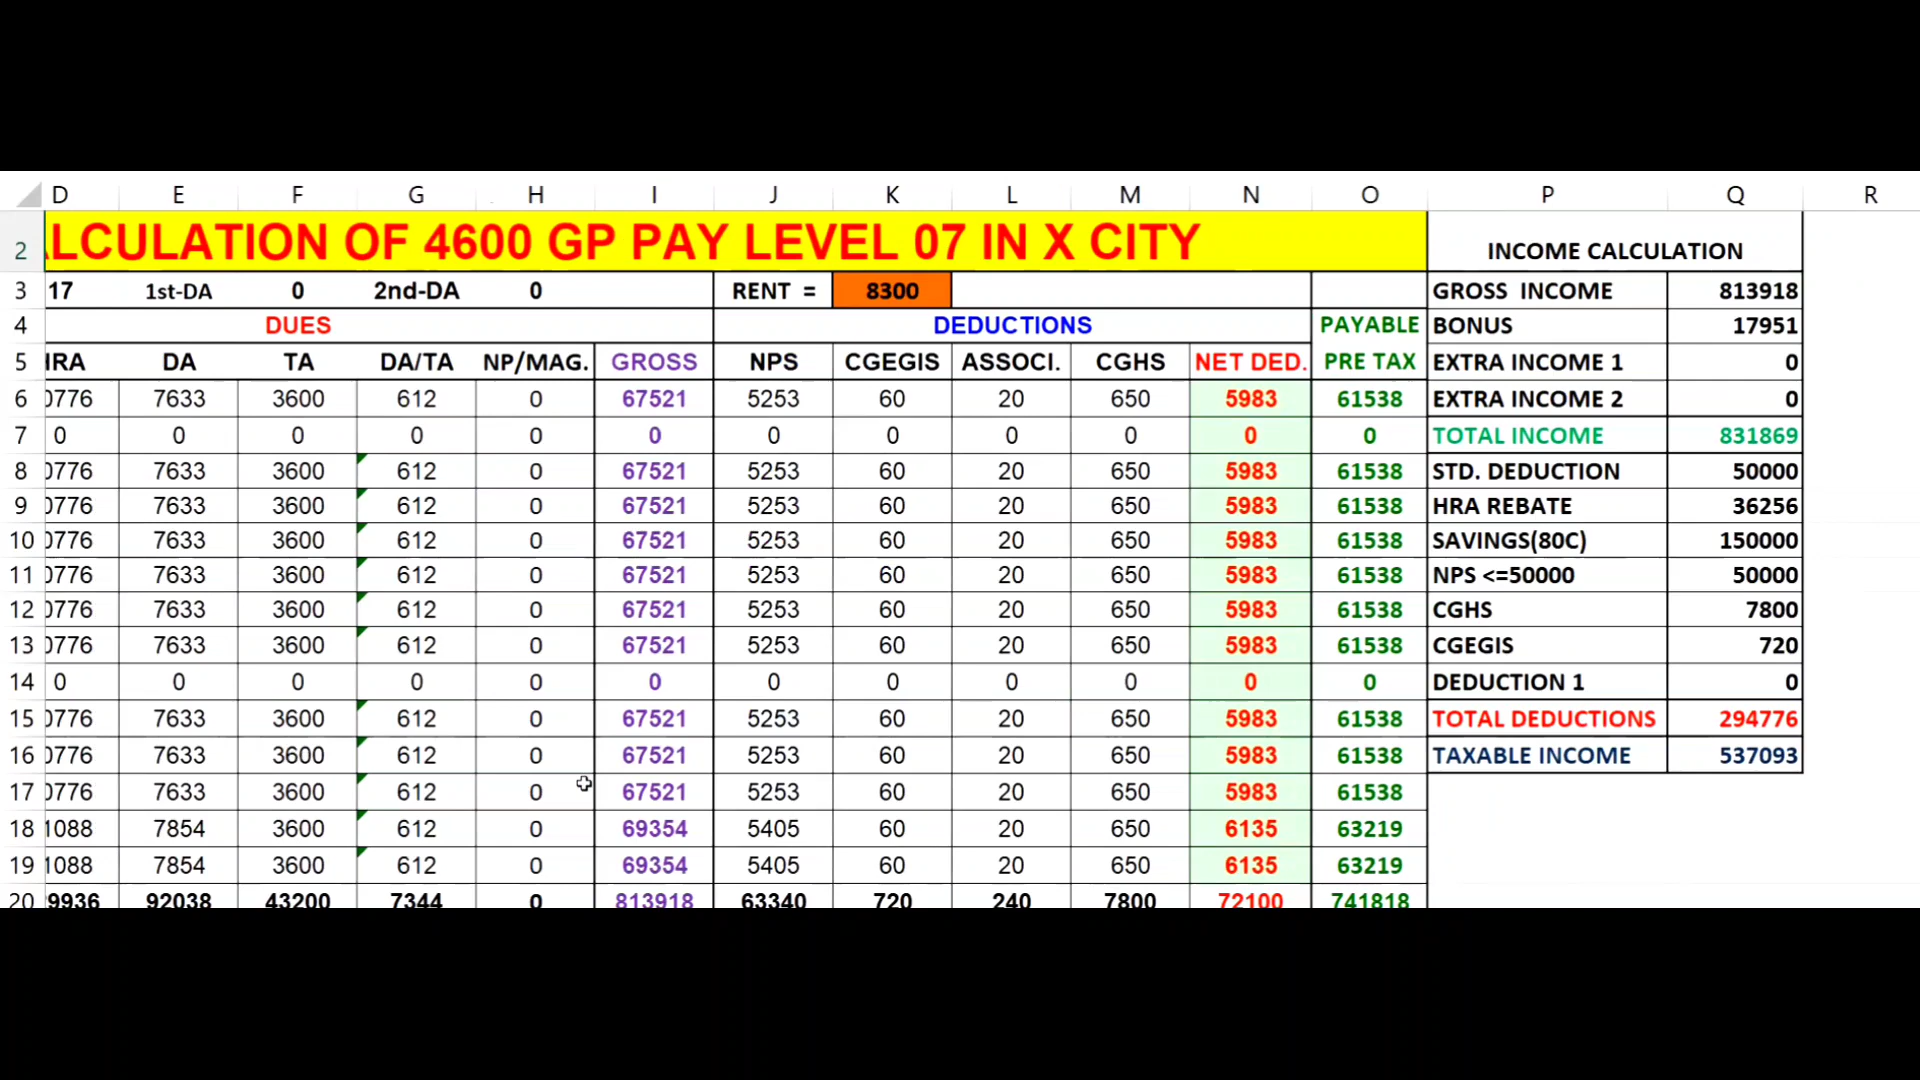 D E F G H I J K L M N O P Q R
2 LCULATION OF 4600 GP PAY LEVEL 07 IN X CITY INCOME CALCULATION
3 17 1st-DA 0 2nd-DA 0 RENT = 8300 GROSS INCOME 813918
4 DUES DEDUCTIONS PAYABLE BONUS 17951
5 IRA DA TA DA/TA NP/MAG. GROSS NPS CGEGIS ASSOCI. CGHS NET DED. PRE TAX EXTRA INCOME 1 0
6 0776 7633 3600 612 0 67521 5253 60 20 650 5983 61538 EXTRA INCOME 2 0
7 0 0 0 0 0 0 0 0 0 0 0 0 TOTAL INCOME 831869
8 0776 7633 3600 612 0 67521 5253 60 20 650 5983 61538 STD. DEDUCTION 50000
9 0776 7633 3600 612 0 67521 5253 60 20 650 5983 61538 HRA REBATE 36256
10 0776 7633 3600 612 0 67521 5253 60 20 650 5983 61538 SAVINGS(80C) 150000
11 0776 7633 3600 612 0 67521 5253 60 20 650 5983 61538 NPS <=50000 50000
12 0776 7633 3600 612 0 67521 5253 60 20 650 5983 61538 CGHS 7800
13 0776 7633 3600 612 0 67521 5253 60 20 650 5983 61538 CGEGIS 720
14 0 0 0 0 0 0 0 0 0 0 0 0 DEDUCTION 1 0
15 0776 7633 3600 612 0 67521 5253 60 20 650 5983 61538 TOTAL DEDUCTIONS 294776
16 0776 7633 3600 612 0 67521 5253 60 20 650 5983 61538 TAXABLE INCOME 537093
17 0776 7633 3600 612 0 67521 5253 60 20 650 5983 61538
18 1088 7854 3600 612 0 69354 5405 60 20 650 6135 63219
19 1088 7854 3600 612 0 69354 5405 60 20 650 6135 63219
20 9936 92038 43200 7344 0 813918 63340 720 240 7800 72100 741818